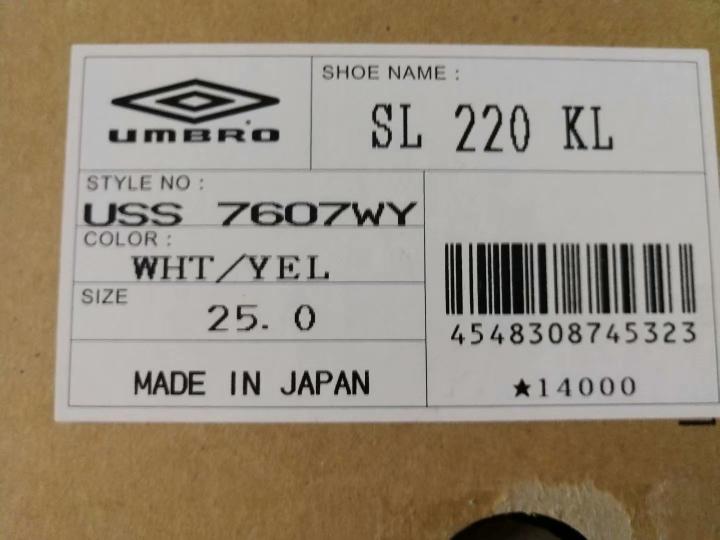 umbro
SHOE NAME :
SL 220 KL
STYLE NO :
USS 7607WY
COLOR :
WHT/YEL
SIZE
25.0
MADE IN JAPAN
4548308745323
★14000